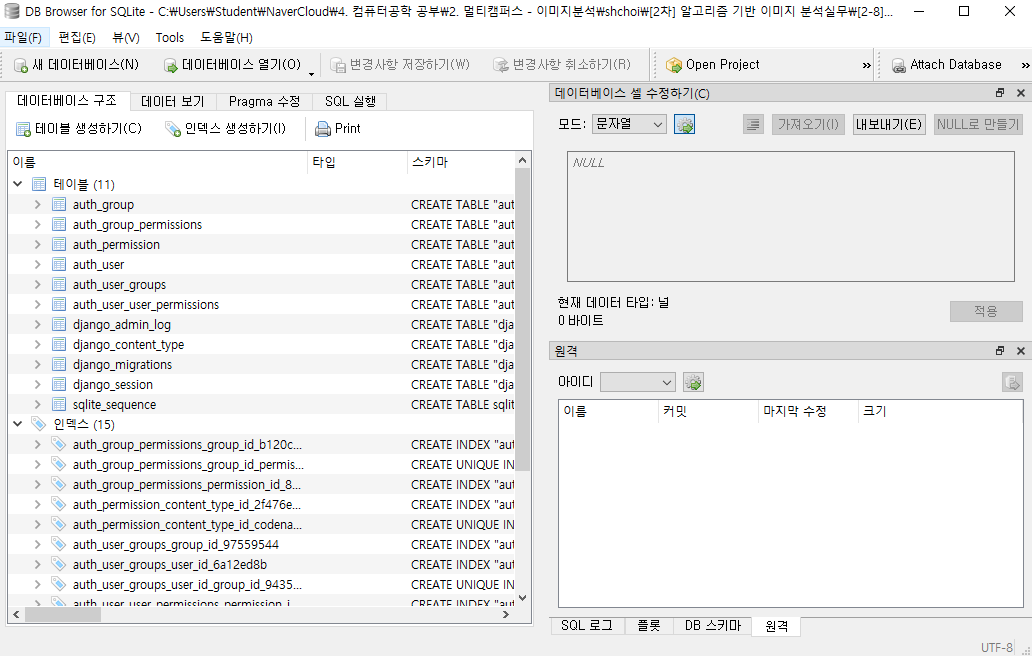 DB Browser for SQLite - C:₩Users₩Student₩NaverCloud₩4. 컴퓨터공학 공부₩2. 멀티캠퍼스 - 이미지분석₩shchoi₩[2차] 알고리즘 기반 이미지 분석실무₩[2-8]...
파일(F) 편집(E) 뷰(V) Tools 도움말(H)
새 데이터베이스(N) 데이터베이스 열기(O) 변경사항 저장하기(W) 변경사항 취소하기(R) Open Project » Attach Database »
데이터베이스 구조 데이터 보기 Pragma 수정 SQL 실행
테이블 생성하기(C) 인덱스 생성하기(I) Print
이름 타입 스키마
테이블 (11)
auth_group CREATE TABLE "aut
auth_group_permissions CREATE TABLE "aut
auth_permission CREATE TABLE "aut
auth_user CREATE TABLE "aut
auth_user_groups CREATE TABLE "aut
auth_user_user_permissions CREATE TABLE "aut
django_admin_log CREATE TABLE "dja
django_content_type CREATE TABLE "dja
django_migrations CREATE TABLE "dja
django_session CREATE TABLE "dja
sqlite_sequence CREATE TABLE sqlit
인덱스 (15)
auth_group_permissions_group_id_b120c... CREATE INDEX "aut
auth_group_permissions_group_id_permis... CREATE UNIQUE IN
auth_group_permissions_permission_id_8... CREATE INDEX "aut
auth_permission_content_type_id_2f476e... CREATE INDEX "aut
auth_permission_content_type_id_codena... CREATE UNIQUE IN
auth_user_groups_group_id_97559544 CREATE INDEX "aut
auth_user_groups_user_id_6a12ed8b CREATE INDEX "aut
auth_user_groups_user_id_group_id_9435... CREATE UNIQUE IN
auth_user_user_permissions_permission_i... CREATE INDEX "aut
데이터베이스 셀 수정하기(C)
모드: 문자열 가져오기(I) 내보내기(E) NULL로 만들기
NULL
현재 데이터 타입: 널
0 바이트
적용
원격
아이디
이름 커밋 마지막 수정 크기
SQL 로그 플롯 DB 스키마 원격
UTF-8